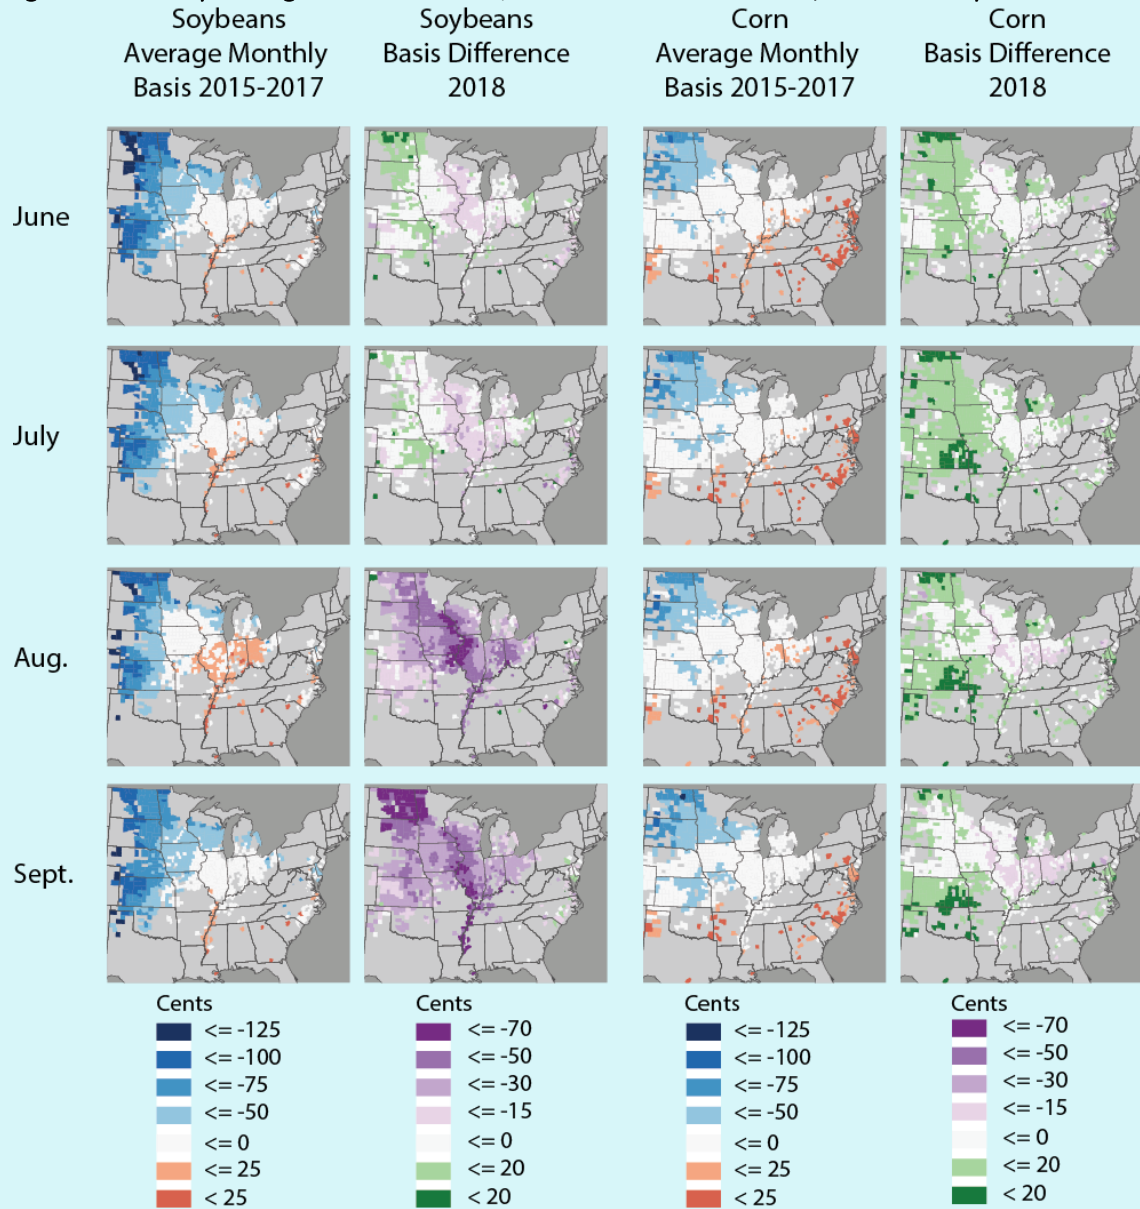 Soybeans
Average Monthly
Basis 2015-2017
Soybeans
Basis Difference
2018
Corn
Average Monthly
Basis 2015-2017
Corn
Basis Difference
2018
June
July
Aug.
Sept.
Cents
<= -125
<= -100
<= -75
<= -50
<= 0
<= 25
< 25
Cents
<= -70
<= -50
<= -30
<= -15
<= 0
<= 20
< 20
Cents
<= -125
<= -100
<= -75
<= -50
<= 0
<= 25
< 25
Cents
<= -70
<= -50
<= -30
<= -15
<= 0
<= 20
< 20